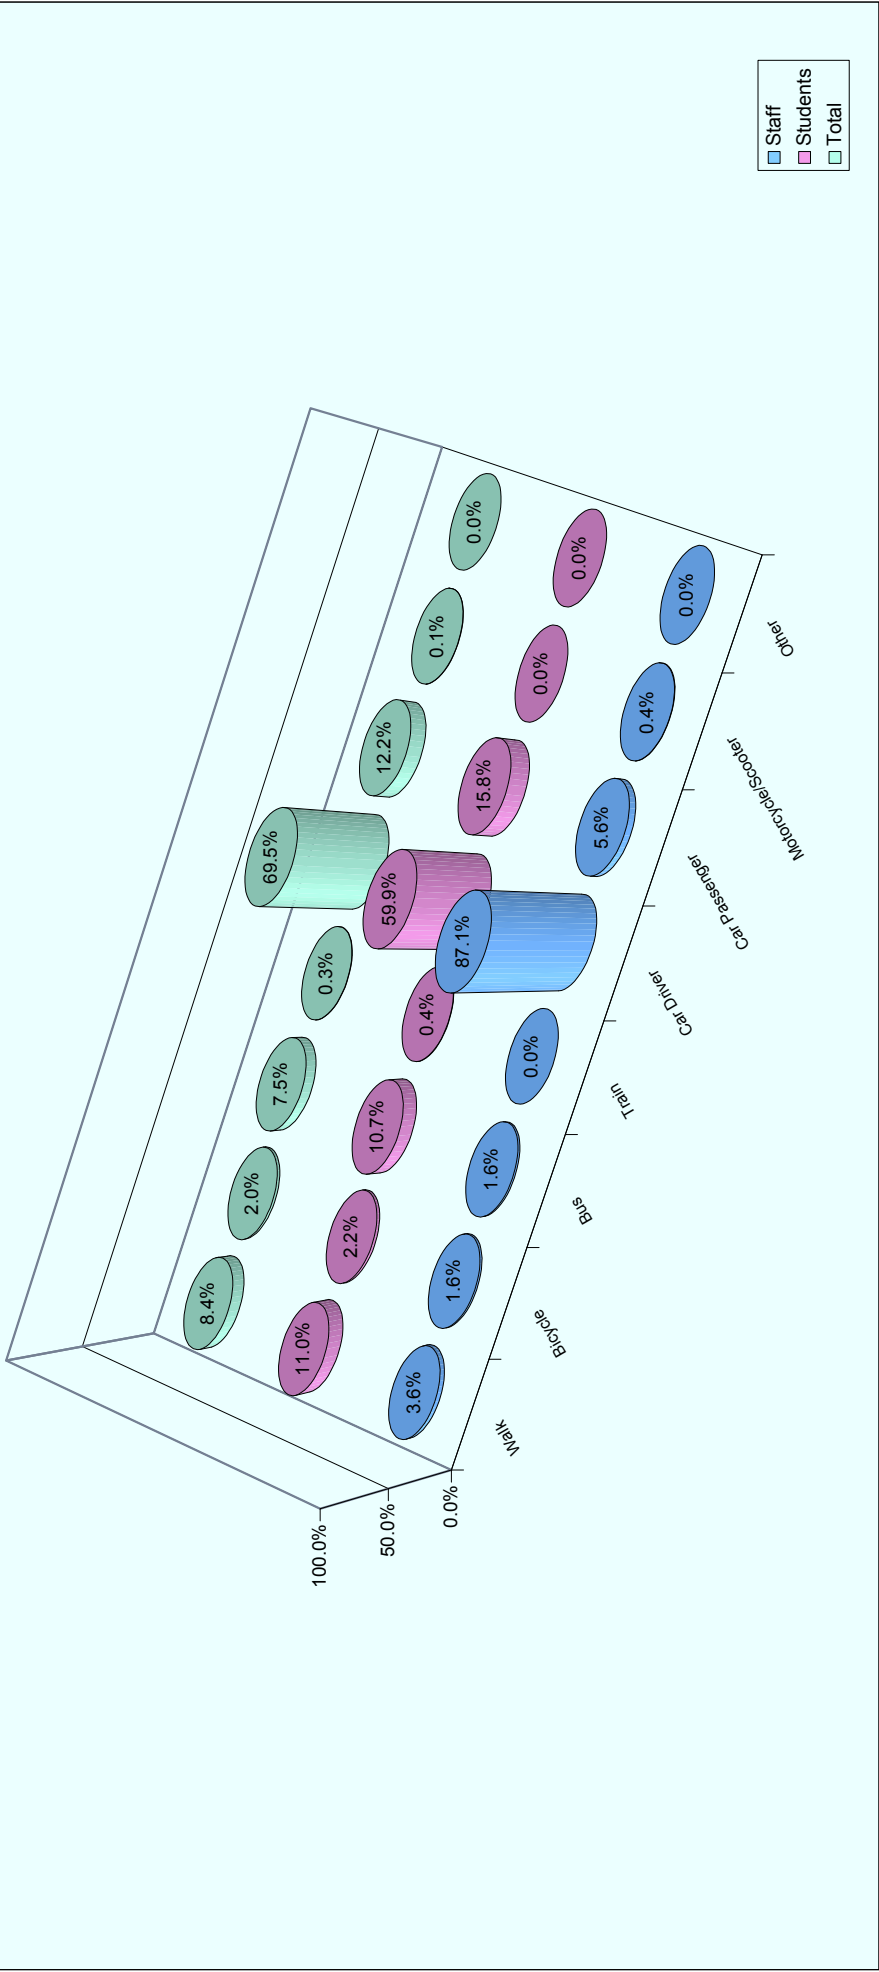 100.0%
50.0%
0.0%
8.4%
2.0%
7.5%
0.3%
69.5%
12.2%
0.1%
0.0%
11.0%
2.2%
10.7%
0.4%
59.9%
15.8%
0.0%
0.0%
3.6%
1.6%
1.6%
0.0%
87.1%
5.6%
0.4%
0.0%
Walk
Bicycle
Bus
Train
Car Driver
Car Passenger
Motorcycle/Scooter
Other
Staff
Students
Total